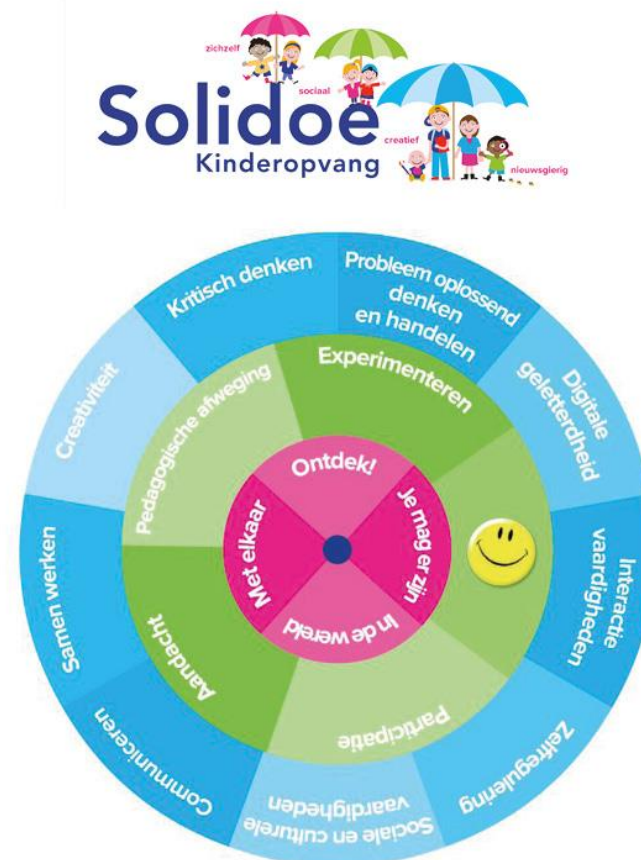 zichzelf
sociaal
Solidoe
creatief
Kinderopvang
nieuwsgierig
Kritisch denken
Probleem oplossend
denken
en handelen
Digitale
geletterdheid
Interactie
vaardigheden
Zelfregulering
Sociale en culturele
vaardigheden
Communiceren
Samen werken
Creativiteit
Pedagogische afweging
Experimenteren
Participatie
Aandacht
Ontdek!
Je mag er zijn
In de wereld
Met elkaar